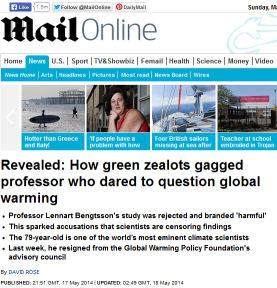 Like 1.5m Follow @MailOnline DailyMail Sunday, Ma
Mail Online
Home News U.S. Sport TV&Showbiz Femail Health Science Money Video
News Home Arts Headlines Pictures Most read News Board Wires
Hotter than Greece and Italy!
'If people have a problem with how
Four British sailors missing at sea after
Teacher at school embroiled in Trojan
Revealed: How green zealots gagged
professor who dared to question global
warming
Professor Lennart Bengtsson's study was rejected and branded 'harmful'
This sparked accusations that scientists are censoring findings
The 79-year-old is one of the world's most eminent climate scientists
Last week, he resigned from the Global Warming Policy Foundation's
advisory council
By DAVID ROSE
PUBLISHED: 21:51 GMT, 17 May 2014 | UPDATED: 02:49 GMT, 18 May 2014